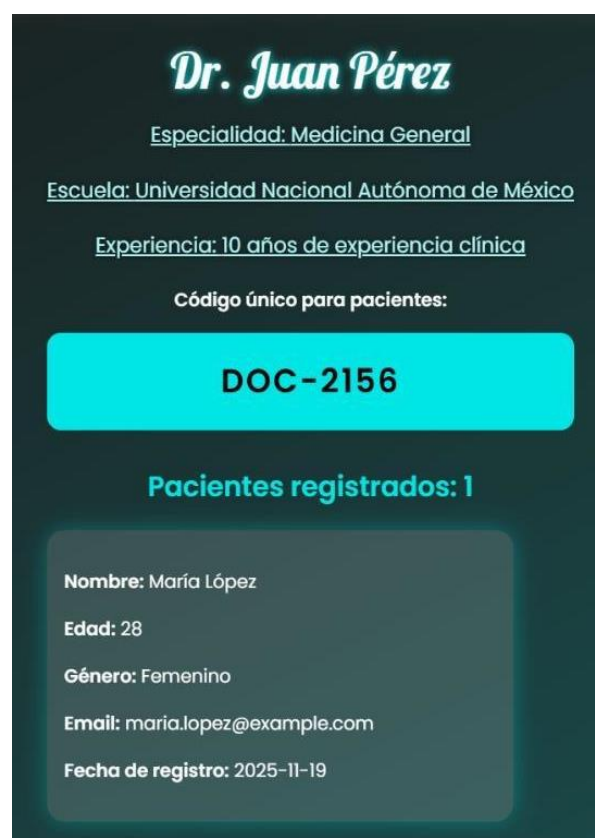 Dr. Juan Pérez
Especialidad: Medicina General
Escuela: Universidad Nacional Autónoma de México
Experiencia: 10 años de experiencia clínica
Código único para pacientes:
DOC-2156
Pacientes registrados: 1
Nombre: María López
Edad: 28
Género: Femenino
Email: maria.lopez@example.com
Fecha de registro: 2025-11-19